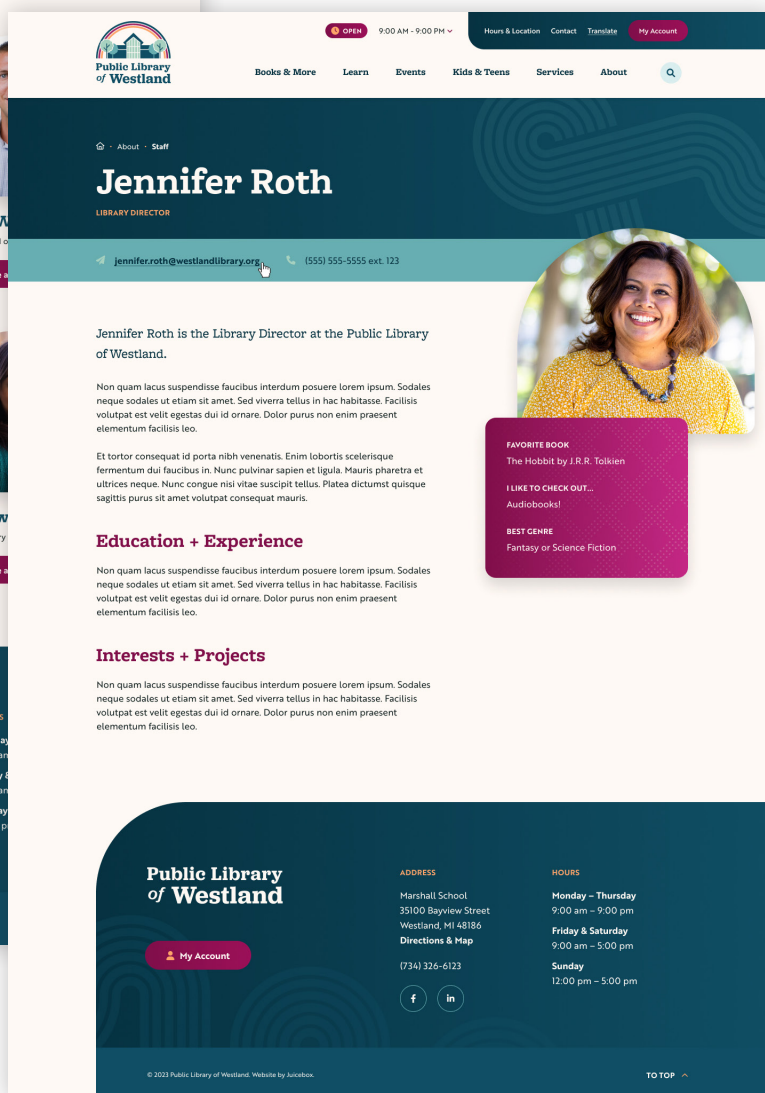 Public Library
of Westland
OPEN
9:00 AM - 9:00 PM
Hours & Location
Contact
Translate
My Account
Books & More
Learn
Events
Kids & Teens
Services
About
About · Staff
Jennifer Roth
LIBRARY DIRECTOR
jennifer.roth@westlandlibrary.org
(555) 555-5555 ext. 123
Jennifer Roth is the Library Director at the Public Library
of Westland.
Non quam lacus suspendisse faucibus interdum posuere lorem ipsum. Sodales
neque sodales ut etiam sit amet. Sed viverra tellus in hac habitasse. Facilisis
volutpat est velit egestas dui id ornare. Dolor purus non enim praesent
elementum facilisis leo.
Et tortor consequat id porta nibh venenatis. Enim lobortis scelerisque
fermentum dui faucibus in. Nunc pulvinar sapien et ligula. Mauris pharetra et
ultrices neque. Nunc congue nisi vitae suscipit tellus. Platea dictumst quisque
sagittis purus sit amet volutpat consequat mauris.
FAVORITE BOOK
The Hobbit by J.R.R. Tolkien
I LIKE TO CHECK OUT...
Audiobooks!
BEST GENRE
Fantasy or Science Fiction
Education + Experience
Non quam lacus suspendisse faucibus interdum posuere lorem ipsum. Sodales
neque sodales ut etiam sit amet. Sed viverra tellus in hac habitasse. Facilisis
volutpat est velit egestas dui id ornare. Dolor purus non enim praesent
elementum facilisis leo.
Interests + Projects
Non quam lacus suspendisse faucibus interdum posuere lorem ipsum. Sodales
neque sodales ut etiam sit amet. Sed viverra tellus in hac habitasse. Facilisis
volutpat est velit egestas dui id ornare. Dolor purus non enim praesent
elementum facilisis leo.
Public Library
of Westland
My Account
ADDRESS
Marshall School
35100 Bayview Street
Westland, MI 48186
Directions & Map
(734) 326-6123
f
in
HOURS
Monday – Thursday
9:00 am – 9:00 pm
Friday & Saturday
9:00 am – 5:00 pm
Sunday
12:00 pm – 5:00 pm
© 2023 Public Library of Westland. Website by Juicebox.
TO TOP